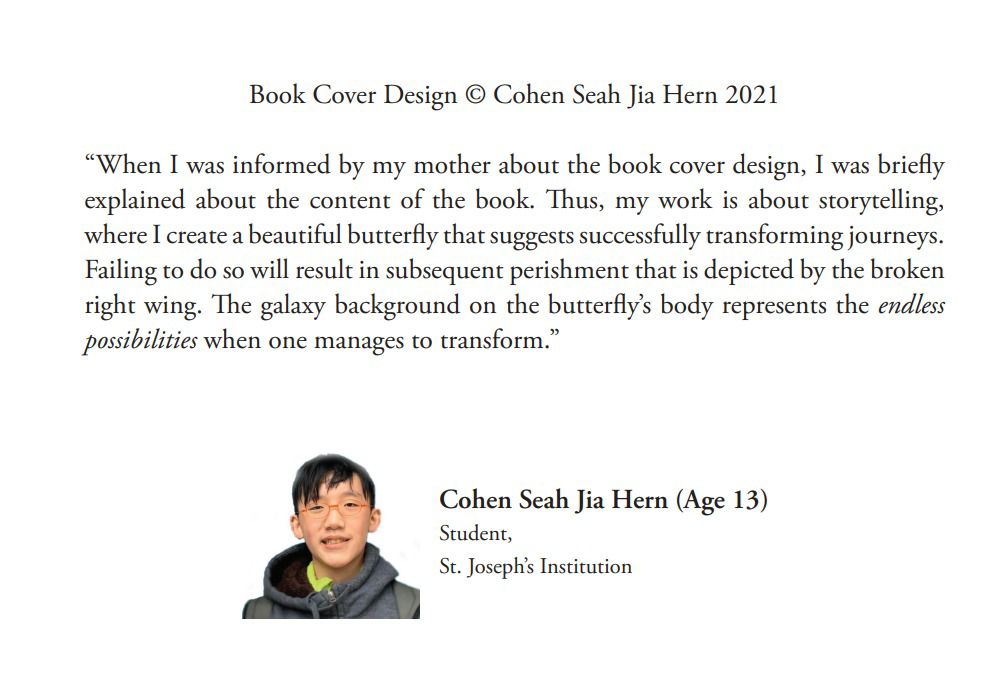 Book Cover Design © Cohen Seah Jia Hern 2021
“When I was informed by my mother about the book cover design, I was briefly
explained about the content of the book. Thus, my work is about storytelling,
where I create a beautiful butterfly that suggests successfully transforming journeys.
Failing to do so will result in subsequent perishment that is depicted by the broken
right wing. The galaxy background on the butterfly’s body represents the endless
possibilities when one manages to transform.”
Cohen Seah Jia Hern (Age 13)
Student,
St. Joseph’s Institution